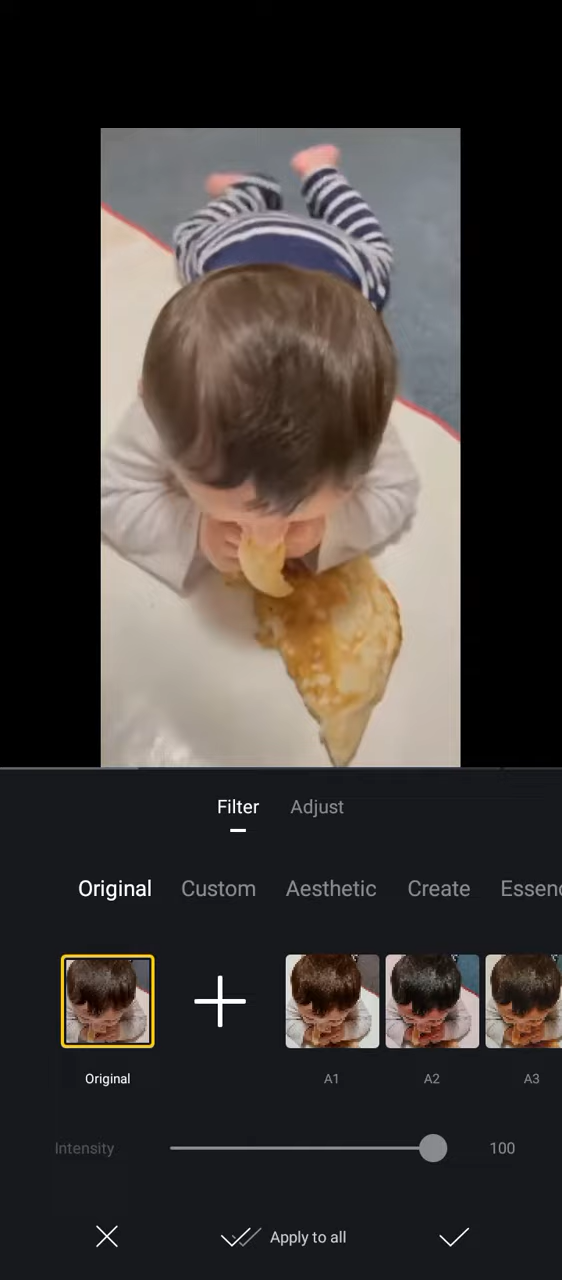 Filter Adjust
Original Custom Aesthetic Create Essenc
Original A1 A2 A3
Intensity 100
Apply to all